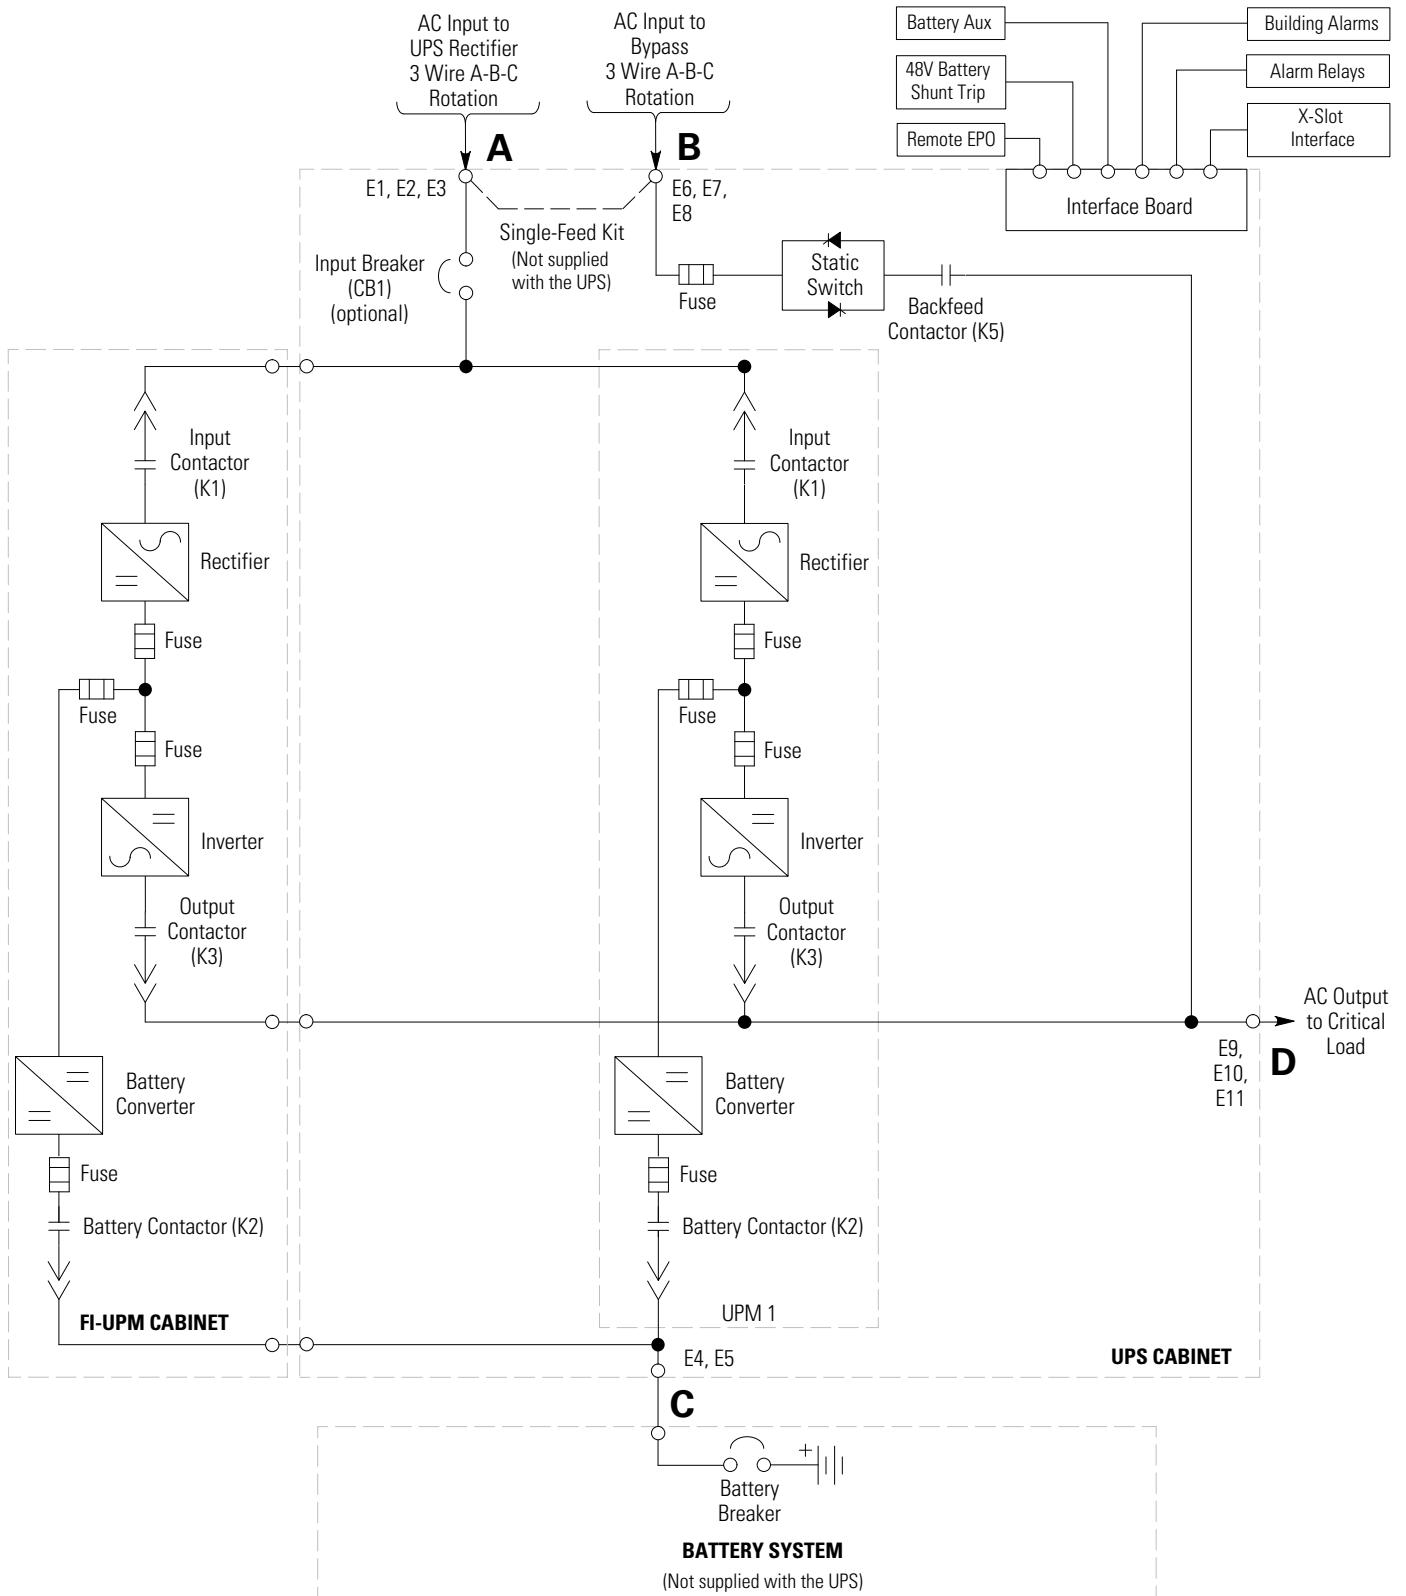 AC Input to
UPS Rectifier
3 Wire A-B-C
Rotation
AC Input to
Bypass
3 Wire A-B-C
Rotation
Battery Aux
48V Battery
Shunt Trip
Remote EPO
Building Alarms
Alarm Relays
X-Slot
Interface
Interface Board
A
B
E1, E2, E3
E6, E7,
E8
Single-Feed Kit
(Not supplied
with the UPS)
Input Breaker
(CB1)
(optional)
Fuse
Static
Switch
Backfeed
Contactor (K5)
Input
Contactor
(K1)
Rectifier
Fuse
Fuse
Fuse
Inverter
Output
Contactor
(K3)
Battery
Converter
Fuse
Battery Contactor (K2)
FI-UPM CABINET
Input
Contactor
(K1)
Rectifier
Fuse
Fuse
Fuse
Inverter
Output
Contactor
(K3)
Battery
Converter
Fuse
Battery Contactor (K2)
UPM 1
AC Output
to Critical
Load
E9,
E10,
E11
D
E4, E5
UPS CABINET
C
+
Battery
Breaker
BATTERY SYSTEM
(Not supplied with the UPS)